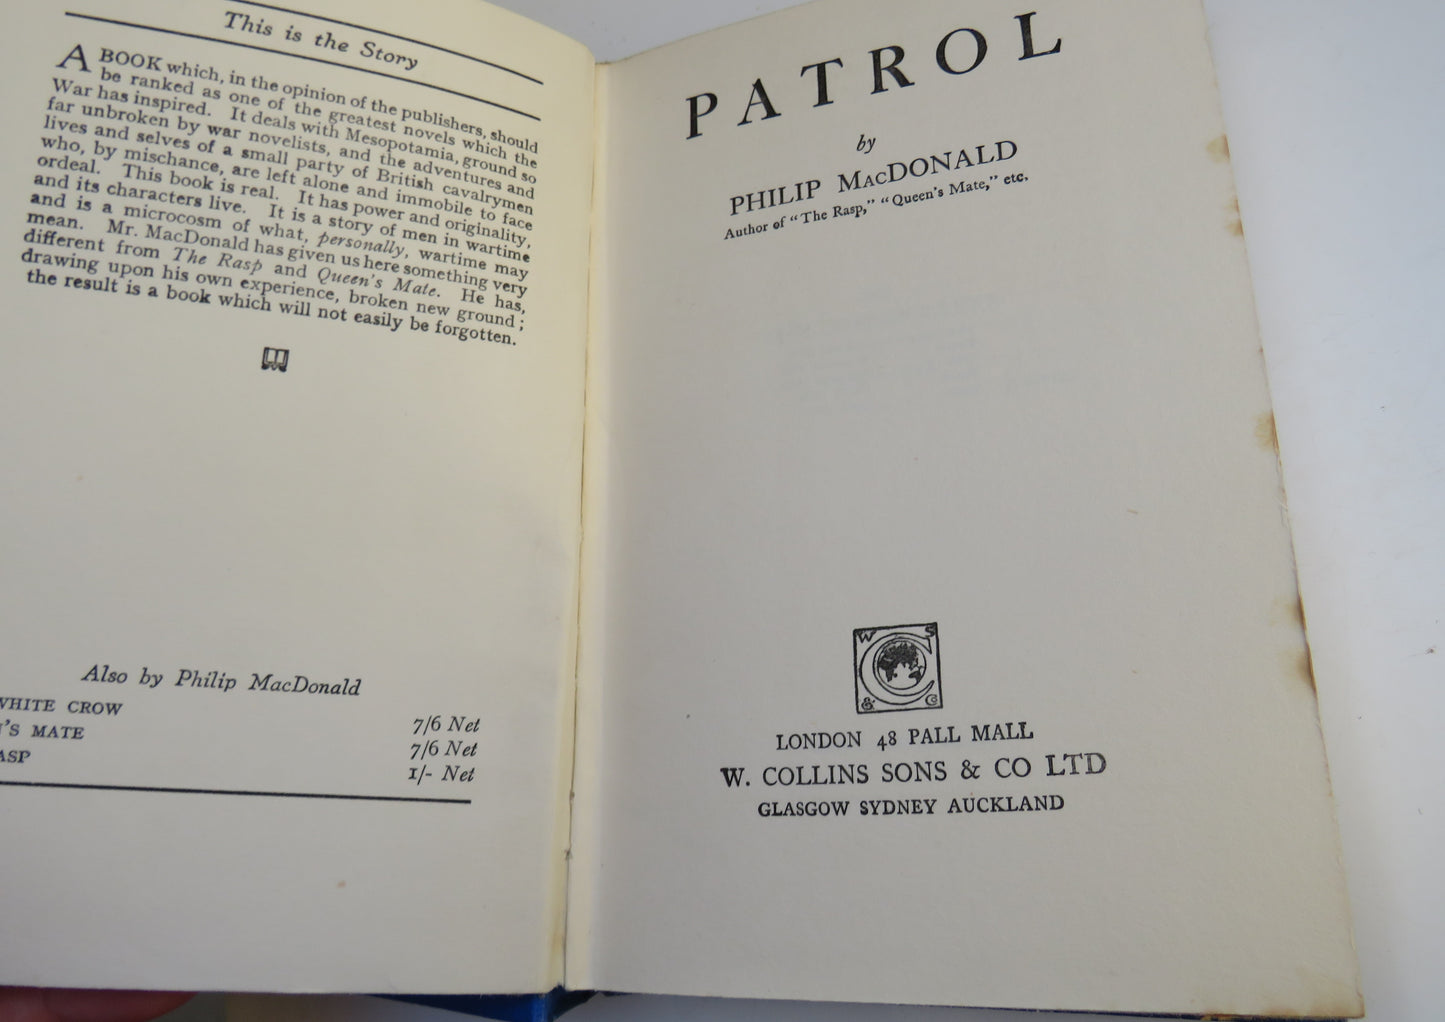 This is the Story
A BOOK which, in the opinion of the publishers, should
be ranked as one of the greatest novels which the
War has inspired. It deals with Mesopotamia, ground so
far unbroken by war novelists, and the adventures and
lives and selves of a small party of British cavalrymen
who, by mischance, are left alone and immobile to face
ordeal. This book is real. It has power and originality,
and its characters live. It is a story of men in wartime
and is a microcosm of what, personally, wartime may
mean. Mr. MacDonald has given us here something very
different from The Rasp and Queen's Mate. He has,
drawing upon his own experience, broken new ground;
the result is a book which will not easily be forgotten.
Also by Philip MacDonald
WHITE CROW 7/6 Net
N'S MATE 7/6 Net
ASP 1/- Net
PATROL
by
PHILIP MACDONALD
Author of "The Rasp," "Queen's Mate," etc.
W S
& C
LONDON 48 PALL MALL
W. COLLINS SONS & CO LTD
GLASGOW SYDNEY AUCKLAND